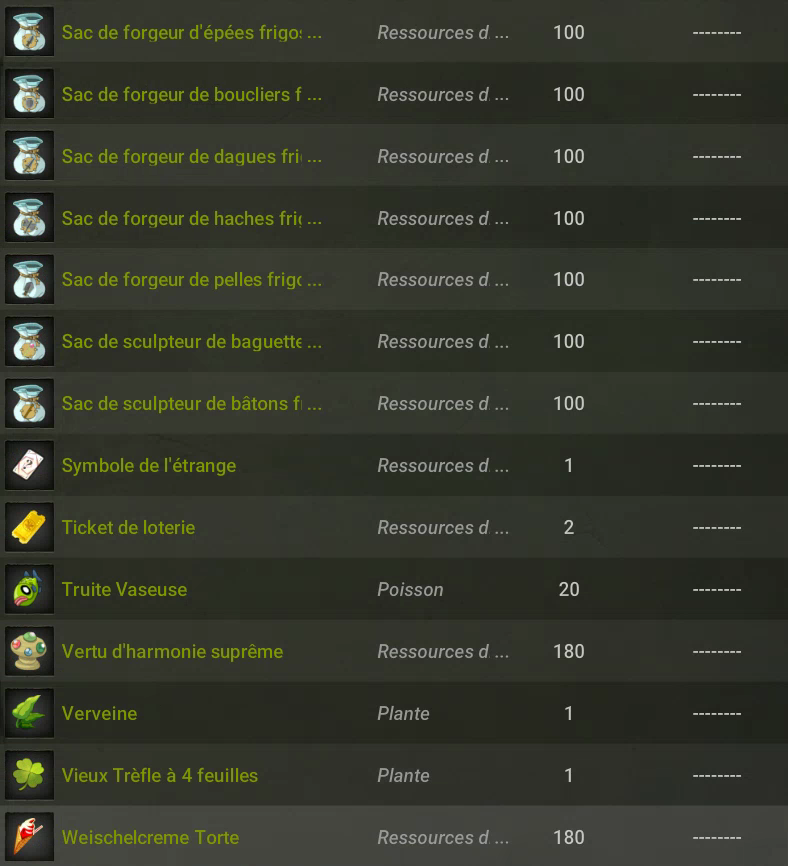 Sac de forgeur d'épées frigo ... Ressources d ... 100 --------
Sac de forgeur de boucliers f ... Ressources d ... 100 --------
Sac de forgeur de dagues fri ... Ressources d ... 100 --------
Sac de forgeur de haches fri ... Ressources d ... 100 --------
Sac de forgeur de pelles frigo ... Ressources d ... 100 --------
Sac de sculpteur de baguette ... Ressources d ... 100 --------
Sac de sculpteur de bâtons f ... Ressources d ... 100 --------
Symbole de l'étrange Ressources d ... 1 --------
Ticket de loterie Ressources d ... 2 --------
Truite Vaseuse Poisson 20 --------
Vertu d'harmonie suprême Ressources d ... 180 --------
Verveine Plante 1 --------
Vieux Trèfle à 4 feuilles Plante 1 --------
Weischelcreme Torte Ressources d ... 180 --------